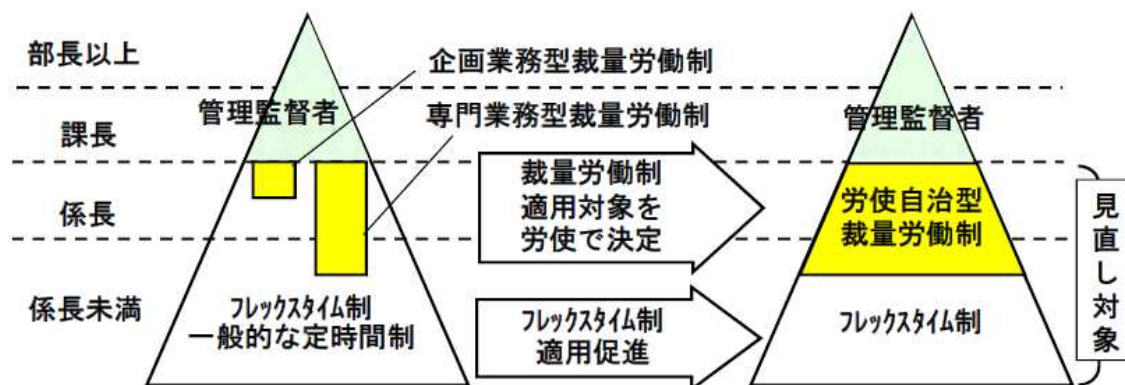 部長以上
課長
係長
係長未満
管理監督者
企画業務型裁量労働制
専門業務型裁量労働制
ﾌﾚｯｸｽﾀｲﾑ制
一般的な定時間制
裁量労働制
適用対象を
労使で決定
ﾌﾚｯｸｽﾀｲﾑ制
適用促進
管理監督者
労使自治型
裁量労働制
ﾌﾚｯｸｽﾀｲﾑ制
見直し対象